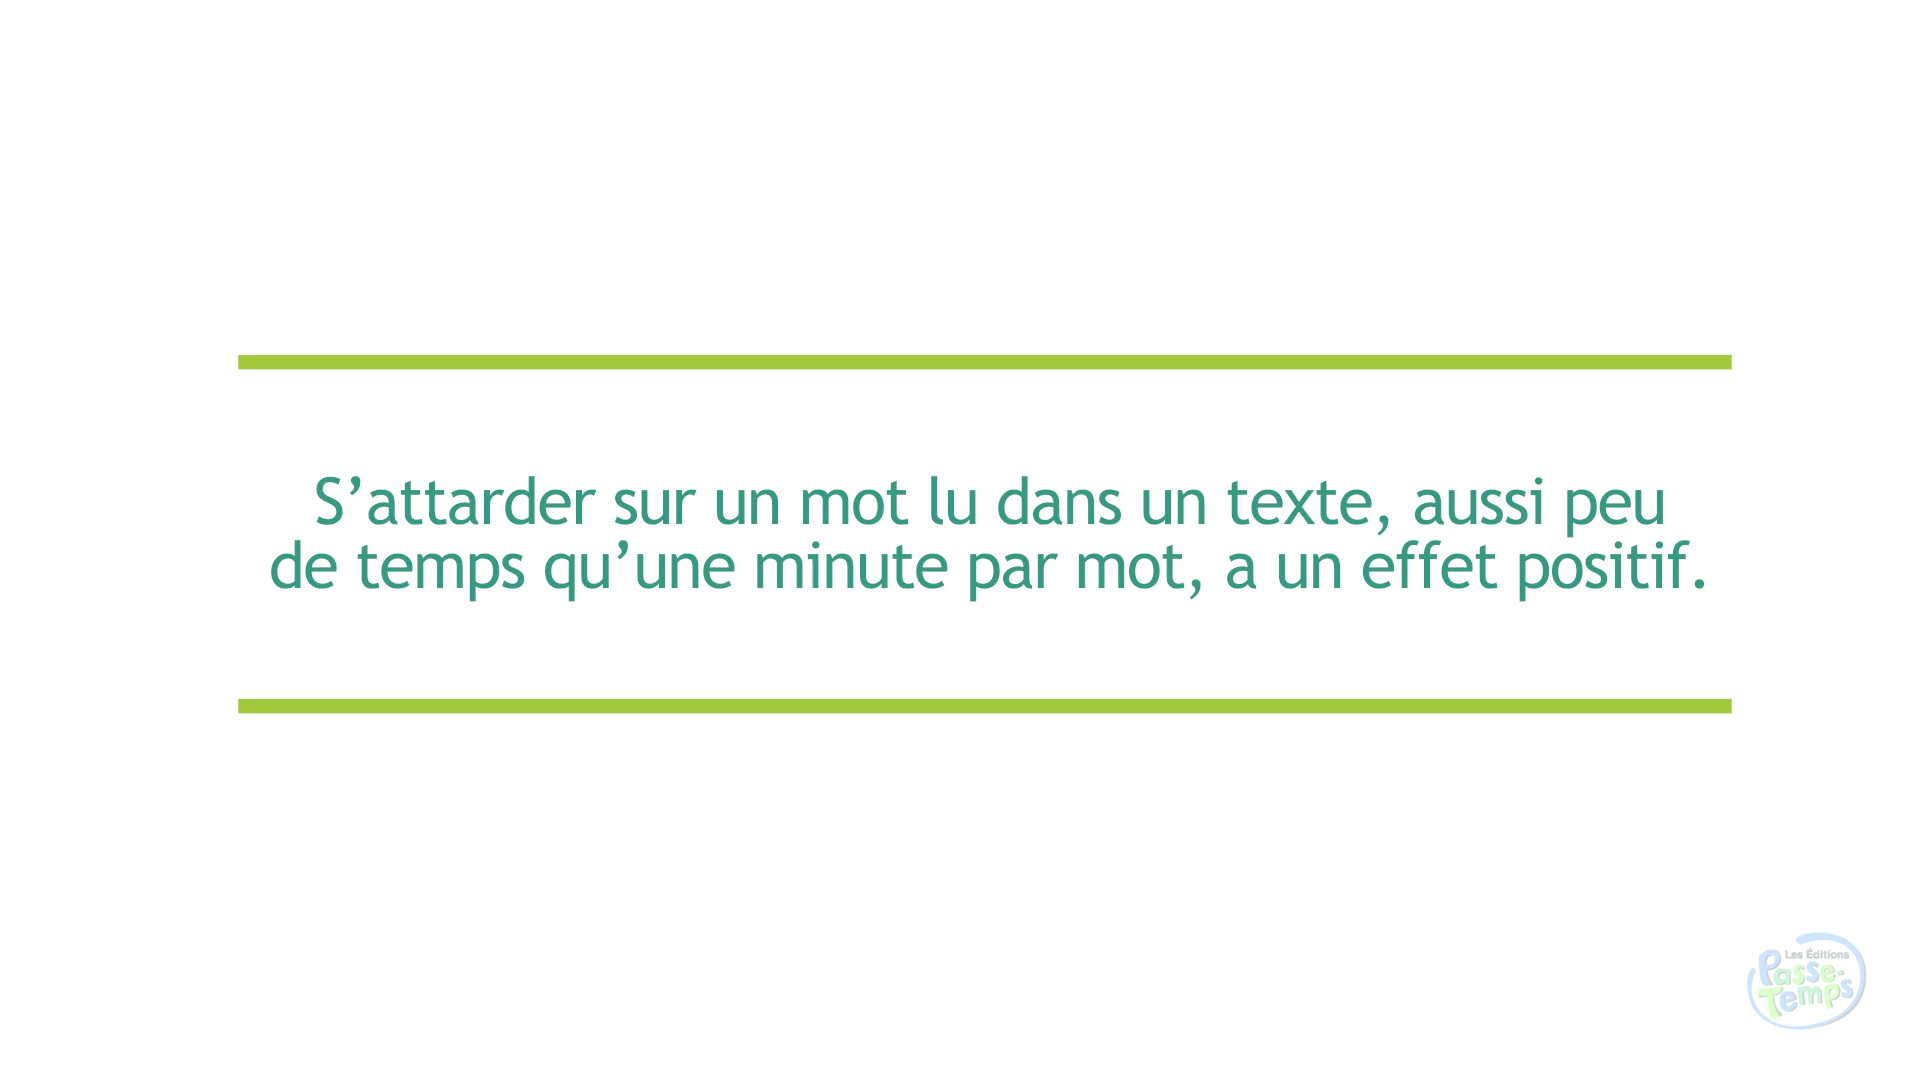 S’attarder sur un mot lu dans un texte, aussi peu
de temps qu’une minute par mot, a un effet positif.
Les Éditions
Passe-
Temps